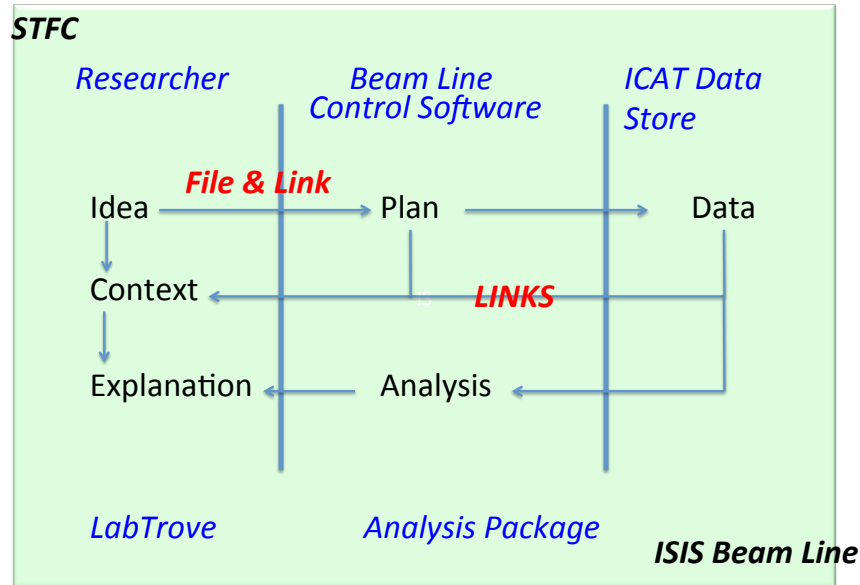 STFC
Researcher
Beam Line
Control Software
ICAT Data
Store
File & Link
Idea
Plan
Data
Context
LINKS
Explanation
Analysis
LabTrove
Analysis Package
ISIS Beam Line